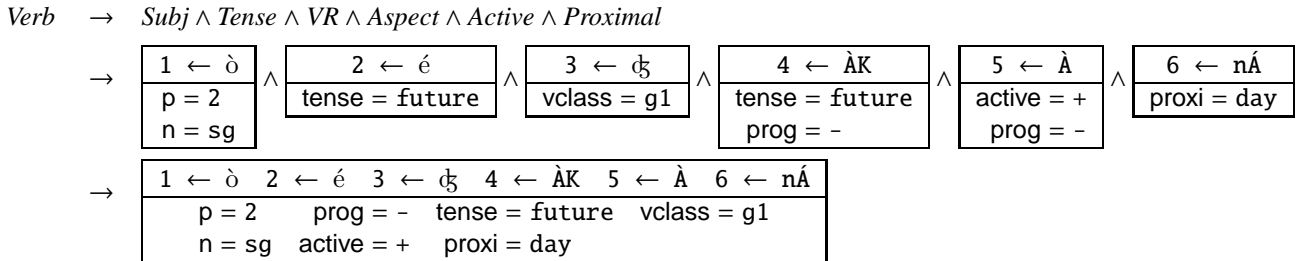 Verb → Subj ∧ Tense ∧ VR ∧ Aspect ∧ Active ∧ Proximal
→ 1 ← ò ∧ 2 ← é ∧ 3 ← ʤ ∧ 4 ← ÀK ∧ 5 ← À ∧ 6 ← nÁ
p = 2 tense = future vclass = g1 tense = future active = + proxi = day
n = sg prog = - prog = -
→ 1 ← ò 2 ← é 3 ← ʤ 4 ← ÀK 5 ← À 6 ← nÁ
p = 2 prog = - tense = future vclass = g1
n = sg active = + proxi = day